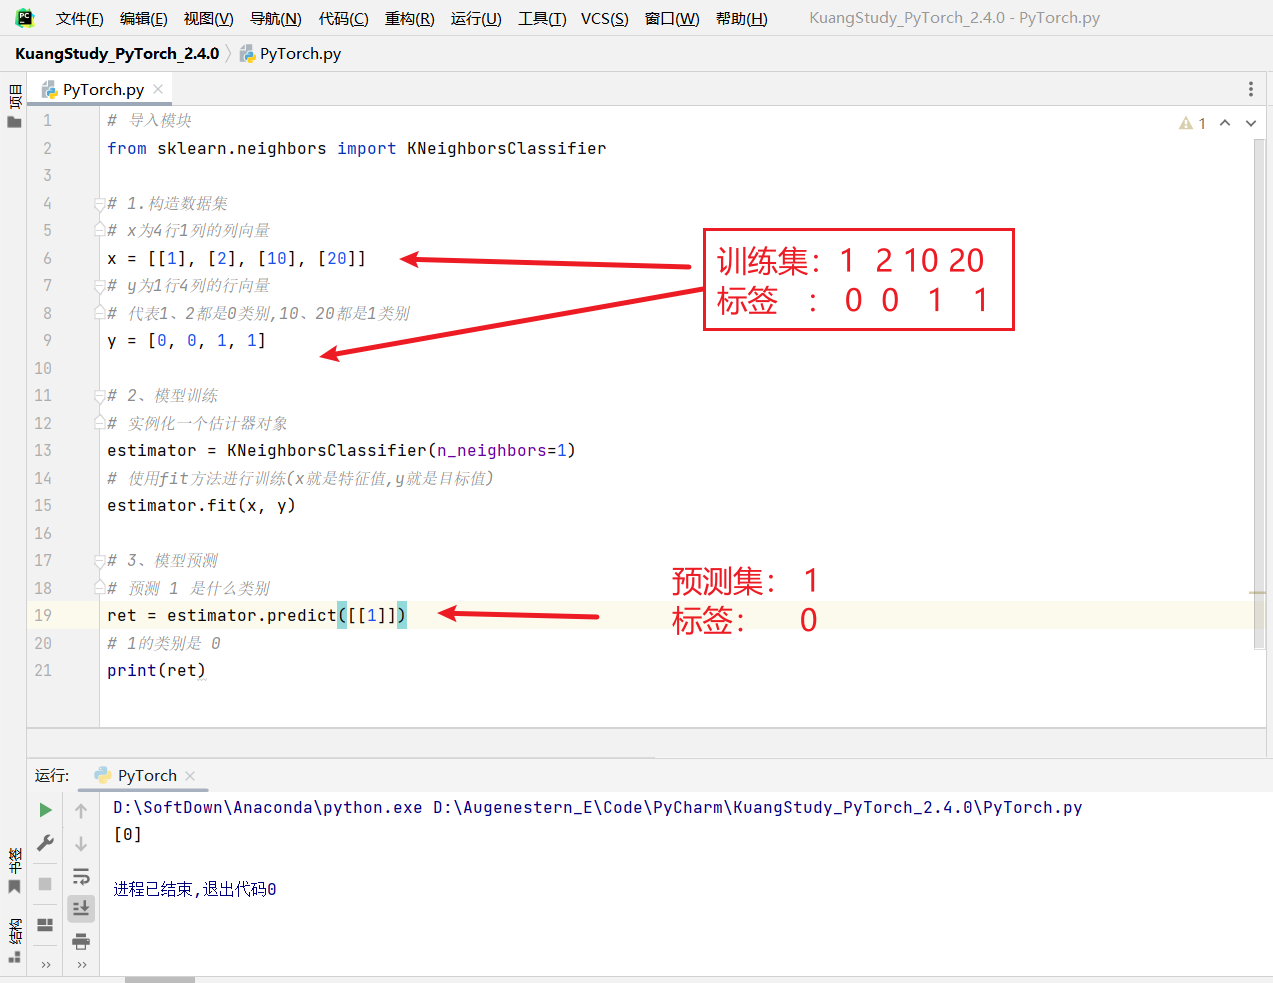 文件(F) 编辑(E) 视图(V) 导航(N) 代码(C) 重构(R) 运行(U) 工具(T) VCS(S) 窗口(W) 帮助(H) KuangStudy_PyTorch_2.4.0 - PyTorch.py
KuangStudy_PyTorch_2.4.0 PyTorch.py
项目
PyTorch.py
1 # 导入模块
2 from sklearn.neighbors import KNeighborsClassifier
3
4 # 1.构造数据集
5 # x为4行1列的列向量
6 x = [[1], [2], [10], [20]]
7 # y为1行4列的行向量
8 # 代表1、2都是0类别,10、20都是1类别
9 y = [0, 0, 1, 1]
10
11 # 2、模型训练
12 # 实例化一个估计器对象
13 estimator = KNeighborsClassifier(n_neighbors=1)
14 # 使用fit方法进行训练(x就是特征值,y就是目标值)
15 estimator.fit(x, y)
16
17 # 3、模型预测
18 # 预测 1 是什么类别
19 ret = estimator.predict([[1]])
20 # 1的类别是 0
21 print(ret)
1
训练集: 1 2 10 20
标签 : 0 0 1 1
预测集: 1
标签: 0
运行: PyTorch
D:\SoftDown\Anaconda\python.exe D:\Augenestern_E\Code\PyCharm\KuangStudy_PyTorch_2.4.0\PyTorch.py
[0]
进程已结束,退出代码0
书签
结构